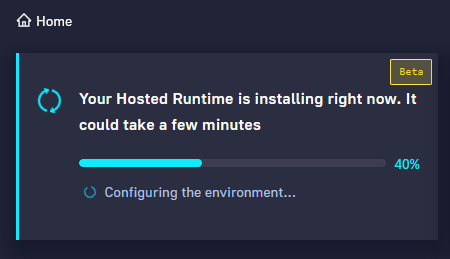 Home
Beta
Your Hosted Runtime is installing right now. It
could take a few minutes
40%
Configuring the environment...